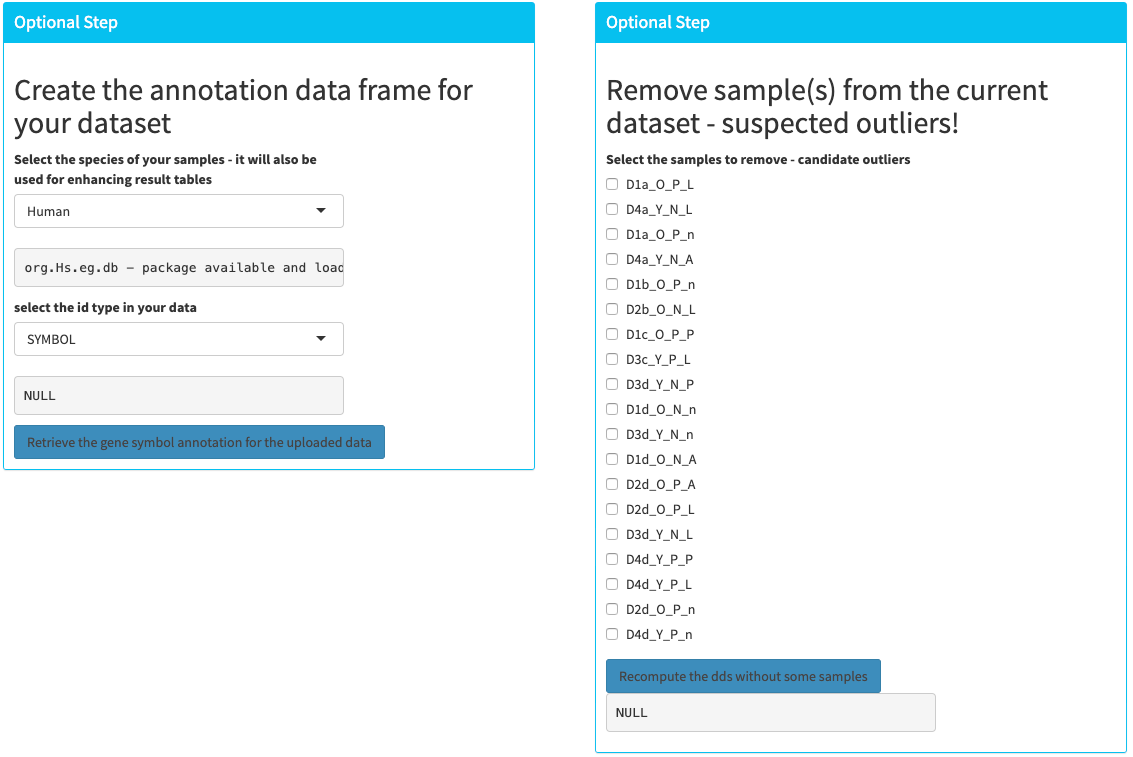 Optional Step
Create the annotation data frame for
your dataset
Select the species of your samples - it will also be
used for enhancing result tables
Human
org.Hs.eg.db - package available and load
select the id type in your data
SYMBOL
NULL
Retrieve the gene symbol annotation for the uploaded data
Optional Step
Remove sample(s) from the current
dataset - suspected outliers!
Select the samples to remove - candidate outliers
D1a_O_P_L
D4a_Y_N_L
D1a_O_P_n
D4a_Y_N_A
D1b_O_P_n
D2b_O_N_L
D1c_O_P_P
D3c_Y_P_L
D3d_Y_N_P
D1d_O_N_n
D3d_Y_N_n
D1d_O_N_A
D2d_O_P_A
D2d_O_P_L
D3d_Y_N_L
D4d_Y_P_P
D4d_Y_P_L
D2d_O_P_n
D4d_Y_P_n
Recompute the dds without some samples
NULL